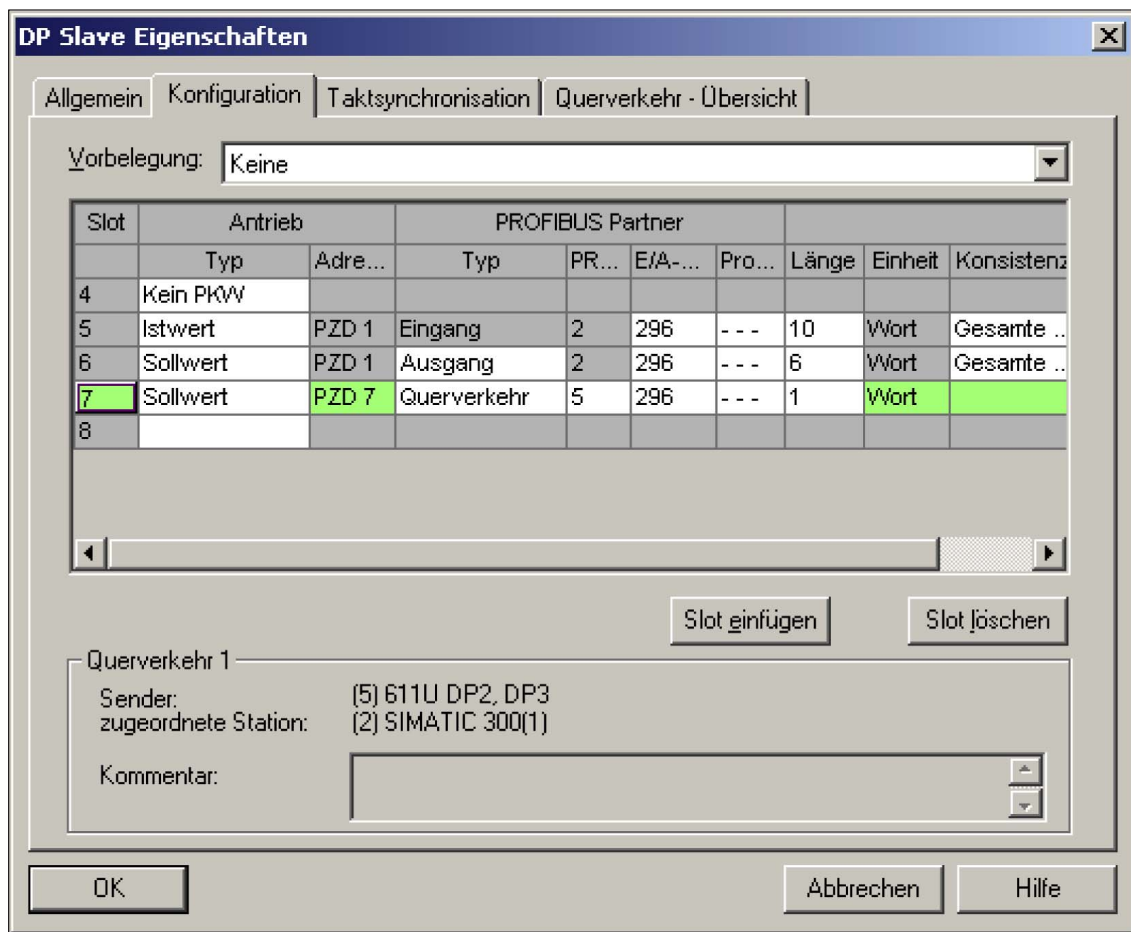 DP Slave Eigenschaften
Allgemein Konfiguration Taktsynchronisation Querverkehr - Übersicht
Vorbelegung: Keine
Slot Antrieb PROFIBUS Partner
Typ Adre... Typ PR... E/A-... Pro... Länge Einheit Konsistenz
4 Kein PKW
5 Istwert PZD 1 Eingang 2 296 - - - 10 Wort Gesamte ..
6 Sollwert PZD 1 Ausgang 2 296 - - - 6 Wort Gesamte ..
7 Sollwert PZD 7 Querverkehr 5 296 - - - 1 Wort
8
Slot einfügen Slot löschen
Querverkehr 1
Sender: (5) 611U DP2, DP3
zugeordnete Station: (2) SIMATIC 300(1)
Kommentar:
OK Abbrechen Hilfe